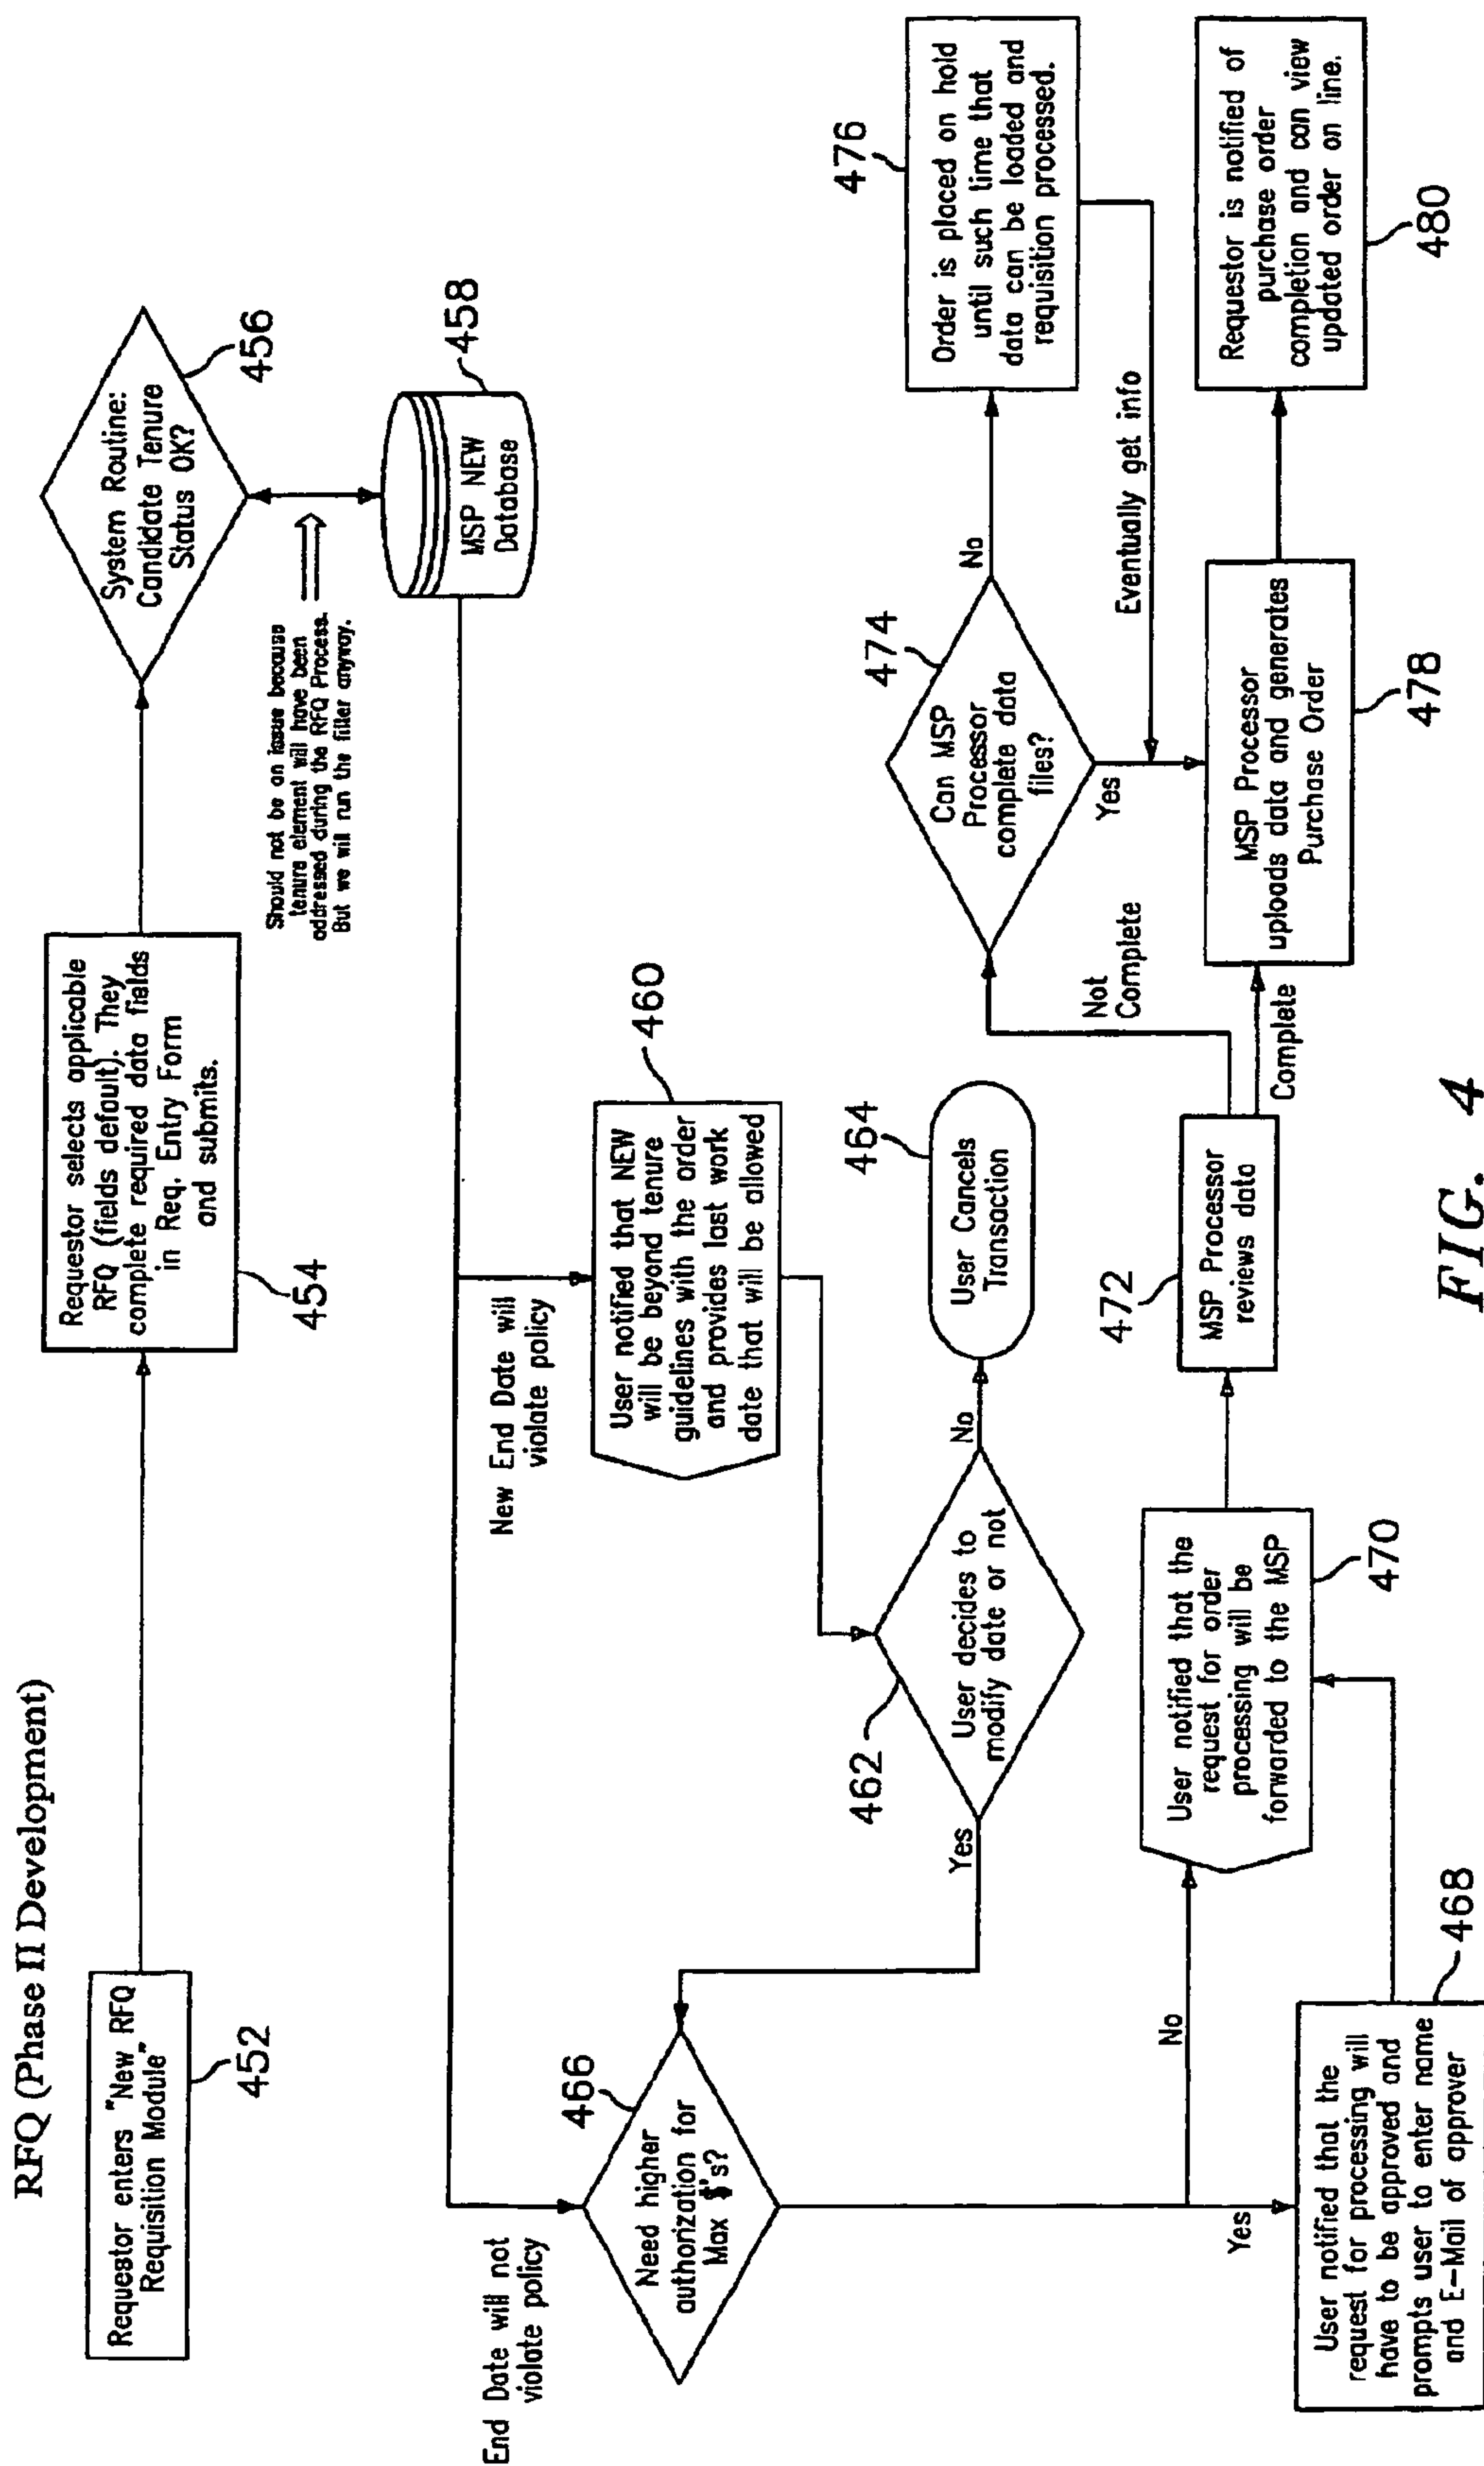 RFQ (Phase II Development)
Requestor enters "New RFQ
Requisition Module"
452
Requestor selects applicable
RFQ (fields default). They
complete required data fields
in Req. Entry Form
and submits.
454
System Routine:
Candidate Tenure
Status OK?
456
Should not be an issue because
tenure element will have been
addressed during the RFQ Process.
But we will run the filler anyway.
MSP NEW
Database
458
End Date will not
violate policy
New End Date will
violate policy
User notified that NEW
will be beyond tenure
guidelines with the order
and provides last work
date that will be allowed
460
User decides to
modify date or not
462
Yes
No
User Cancels
Transaction
464
Need higher
authorization for
Max $'s?
466
No
Yes
User notified that the
request for processing will
have to be approved and
prompts user to enter name
and E-Mail of approver
468
User notified that the
request for order
processing will be
forwarded to the MSP
470
MSP Processor
reviews data
472
Not
Complete
Complete
Can MSP
Processor
complete data
files?
474
No
Yes
Order is placed on hold
until such time that
data can be loaded and
requisition processed.
476
Eventually get info
MSP Processor
uploads data and generates
Purchase Order
478
Requestor is notified of
purchase order
completion and can view
updated order on line.
480
FIG. 4